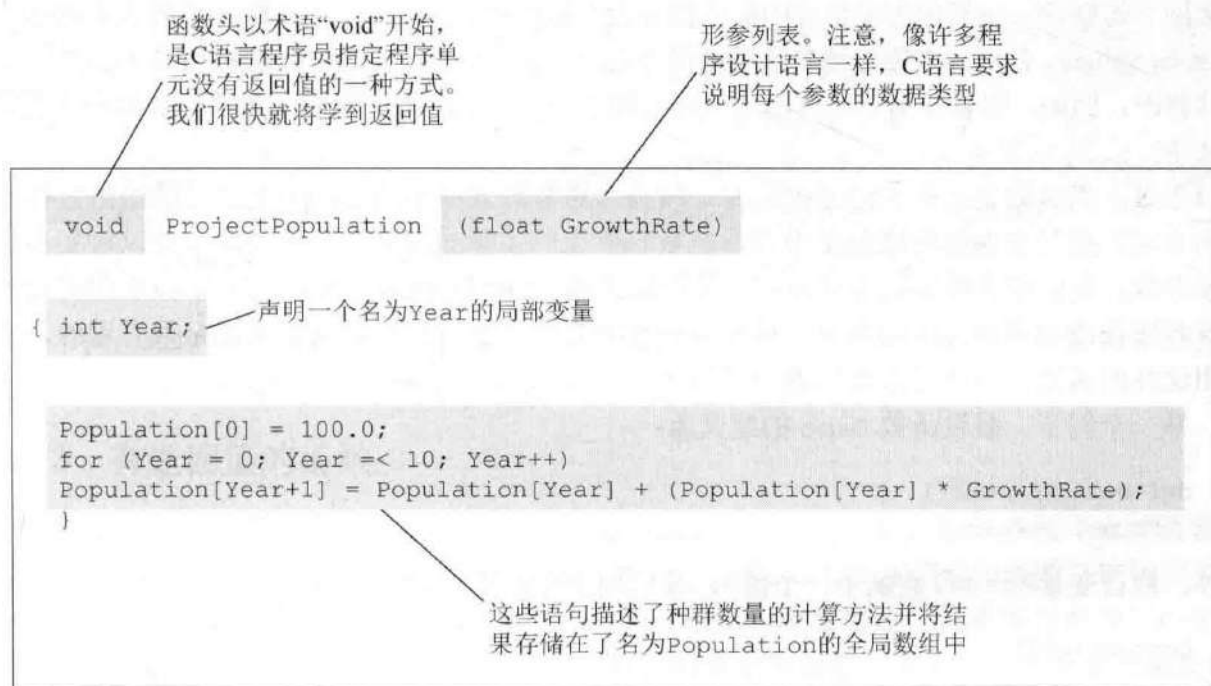 函数头以术语“void”开始,
是C语言程序员指定程序单
元没有返回值的一种方式。
我们很快就将学到返回值
形参列表。注意，像许多程
序设计语言一样，C语言要求
说明每个参数的数据类型
void ProjectPopulation (float GrowthRate)
{ int Year;
声明一个名为Year的局部变量
Population[0] = 100.0;
for (Year = 0; Year =< 10; Year++)
Population[Year+1] = Population[Year] + (Population[Year] * GrowthRate);
}
这些语句描述了种群数量的计算方法并将结
果存储在了名为Population的全局数组中